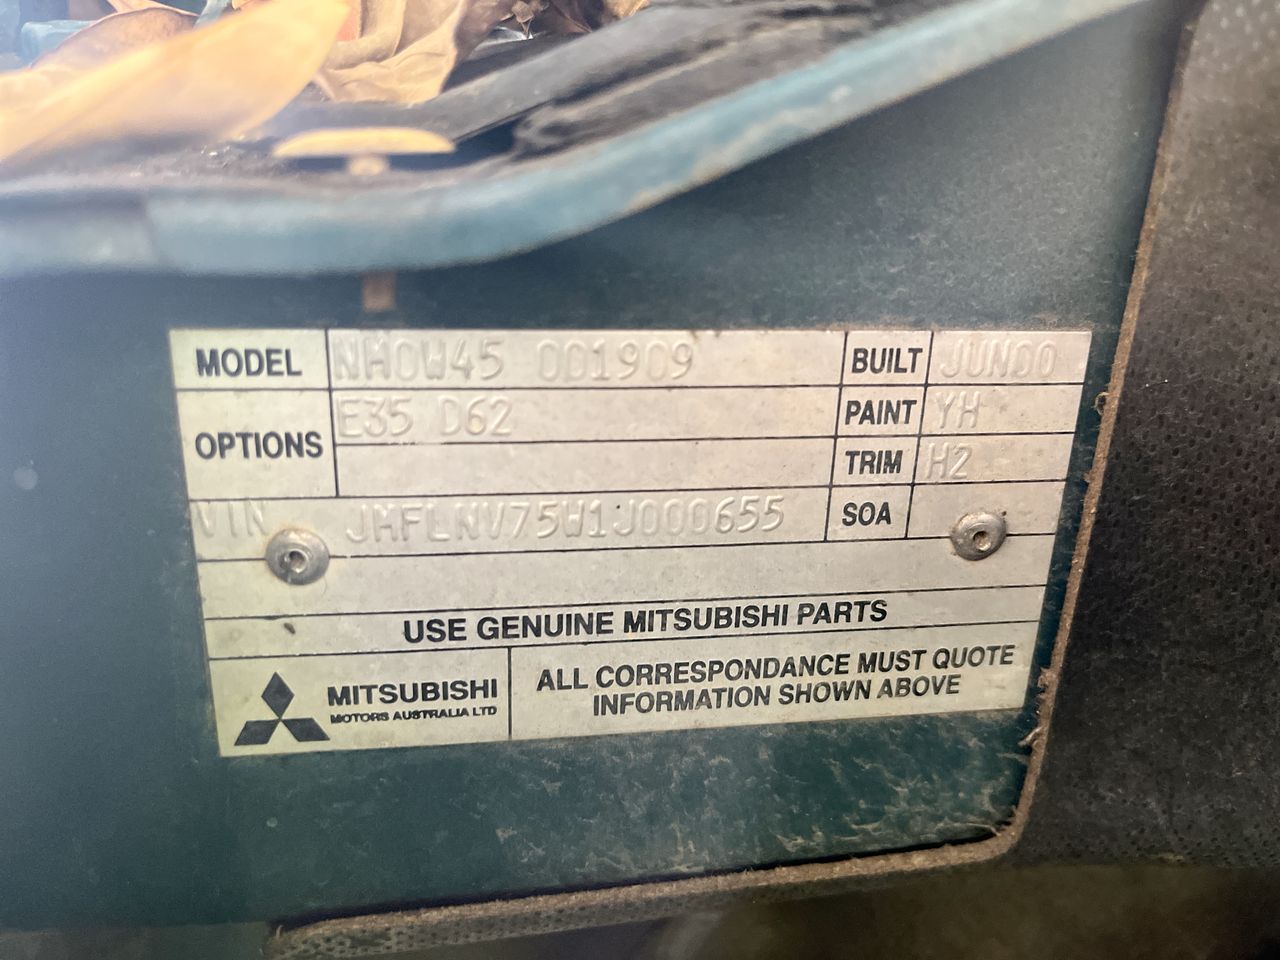 MODEL NM0W45 001909 BUILT JUN00
OPTIONS E35 D62 PAINT YH
TRIM H2
VIN JMFLNV75W1J000655 SOA
USE GENUINE MITSUBISHI PARTS
MITSUBISHI
MOTORS AUSTRALIA LTD
ALL CORRESPONDANCE MUST QUOTE
INFORMATION SHOWN ABOVE